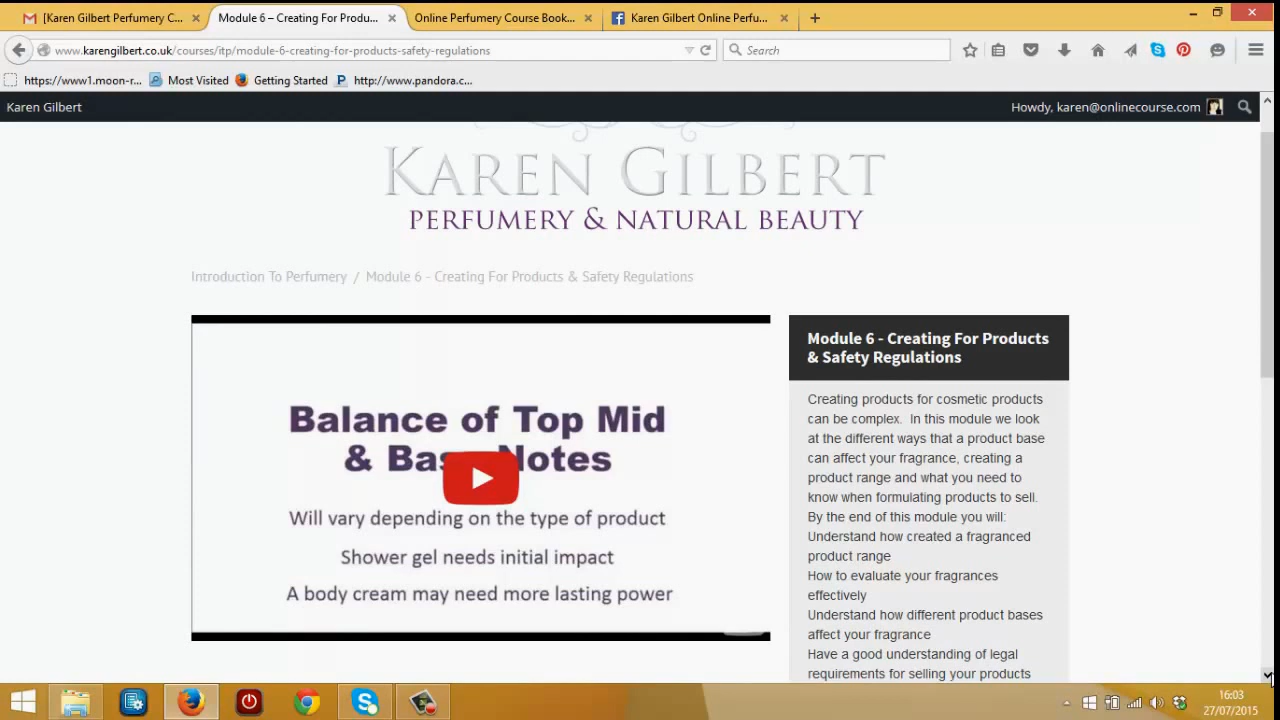 [Karen Gilbert Perfumery C...
Module 6 – Creating For Produ...
Online Perfumery Course Book...
Karen Gilbert Online Perfu...
www.karengilbert.co.uk/courses/itp/module-6-creating-for-products-safety-regulations
Search
https://www1.moon-r...
Most Visited
Getting Started
http://www.pandora.c...
Karen Gilbert
Howdy, karen@onlinecourse.com
KAREN GILBERT
PERFUMERY & NATURAL BEAUTY
Introduction To Perfumery / Module 6 - Creating For Products & Safety Regulations
Balance of Top Mid
& Base Notes
Will vary depending on the type of product
Shower gel needs initial impact
A body cream may need more lasting power
Module 6 - Creating For Products
& Safety Regulations
Creating products for cosmetic products
can be complex. In this module we look
at the different ways that a product base
can affect your fragrance, creating a
product range and what you need to
know when formulating products to sell.
By the end of this module you will:
Understand how created a fragranced
product range
How to evaluate your fragrances
effectively
Understand how different product bases
affect your fragrance
Have a good understanding of legal
requirements for selling your products
16:03
27/07/2015